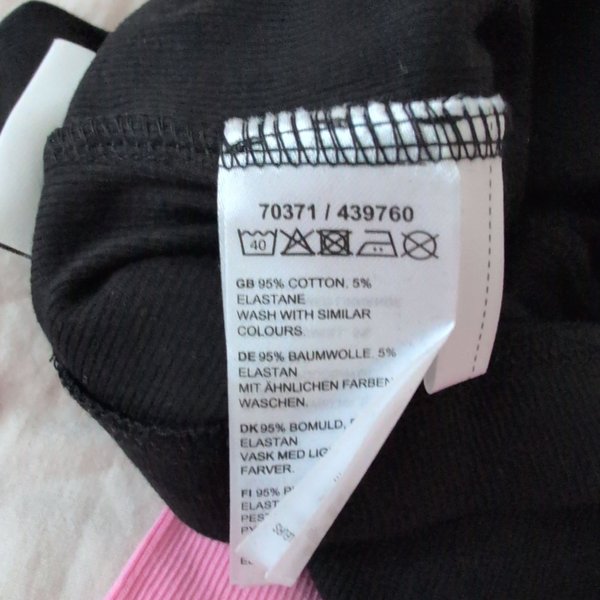 70371 / 439760
40
GB 95% COTTON, 5%
ELASTANE
WASH WITH SIMILAR
COLOURS
DE 95% BAUMWOLLE, 5%
ELASTAN
MIT ÄHNLICHEN FARBEN
WASCHEN.
DK 95% BOMULD,
ELASTAN
VASK MED
FARVER.
FI 95%